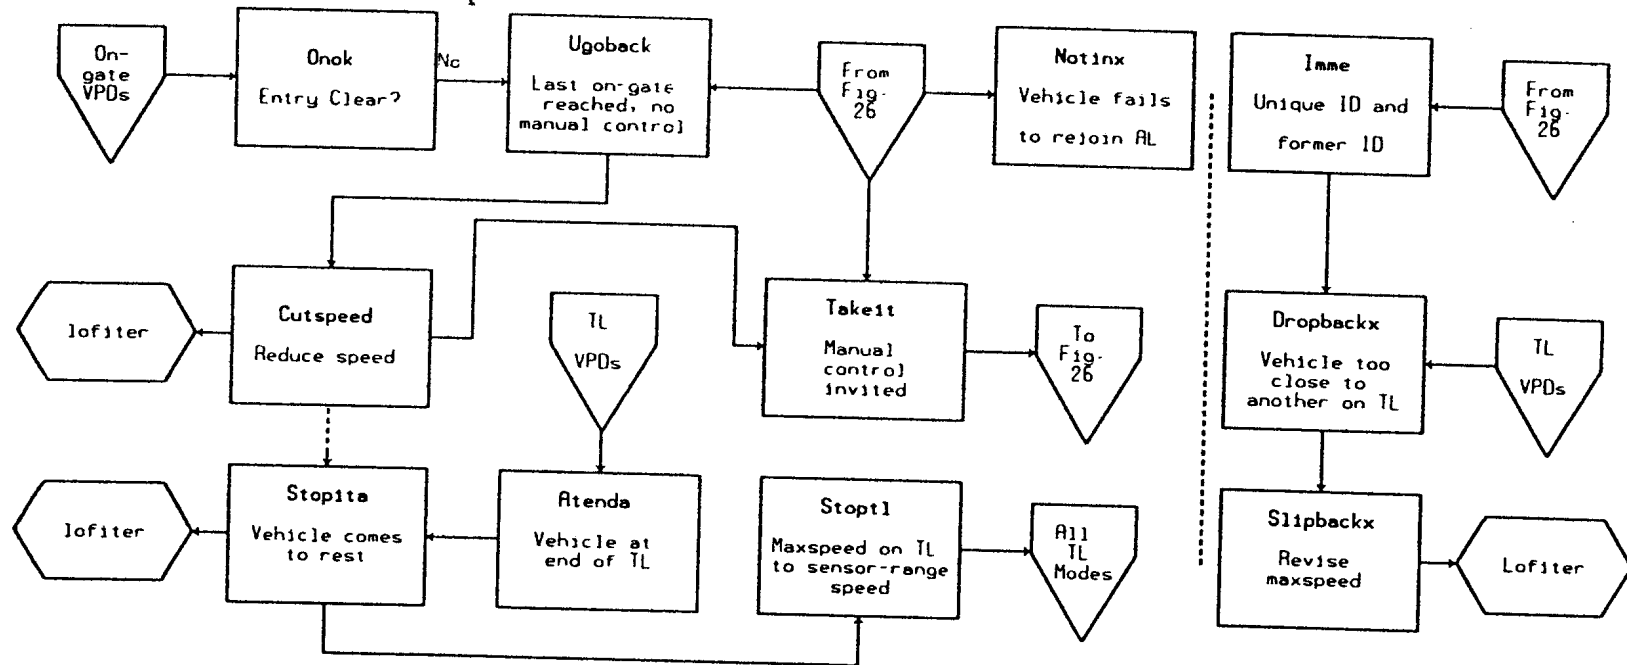 On-
gate
VPDs
Onok
Entry Clear?
No
Ugoback
Last on-gate
reached, no
manual control
From
Fig-
26
Notinx
Vehicle fails
to rejoin AL
Imme
Unique ID and
former ID
From
Fig-
26
Iofiter
Cutspeed
Reduce speed
TL
VPDs
Takeit
Manual
control
invited
To
Fig-
26
Dropbackx
Vehicle too
close to
another on TL
TL
VPDs
Iofiter
Stopita
Vehicle comes
to rest
Atenda
Vehicle at
end of TL
Stoptl
Maxspeed on TL
to sensor-range
speed
All
TL
Modes
Slipbackx
Revise
maxspeed
Lofiter